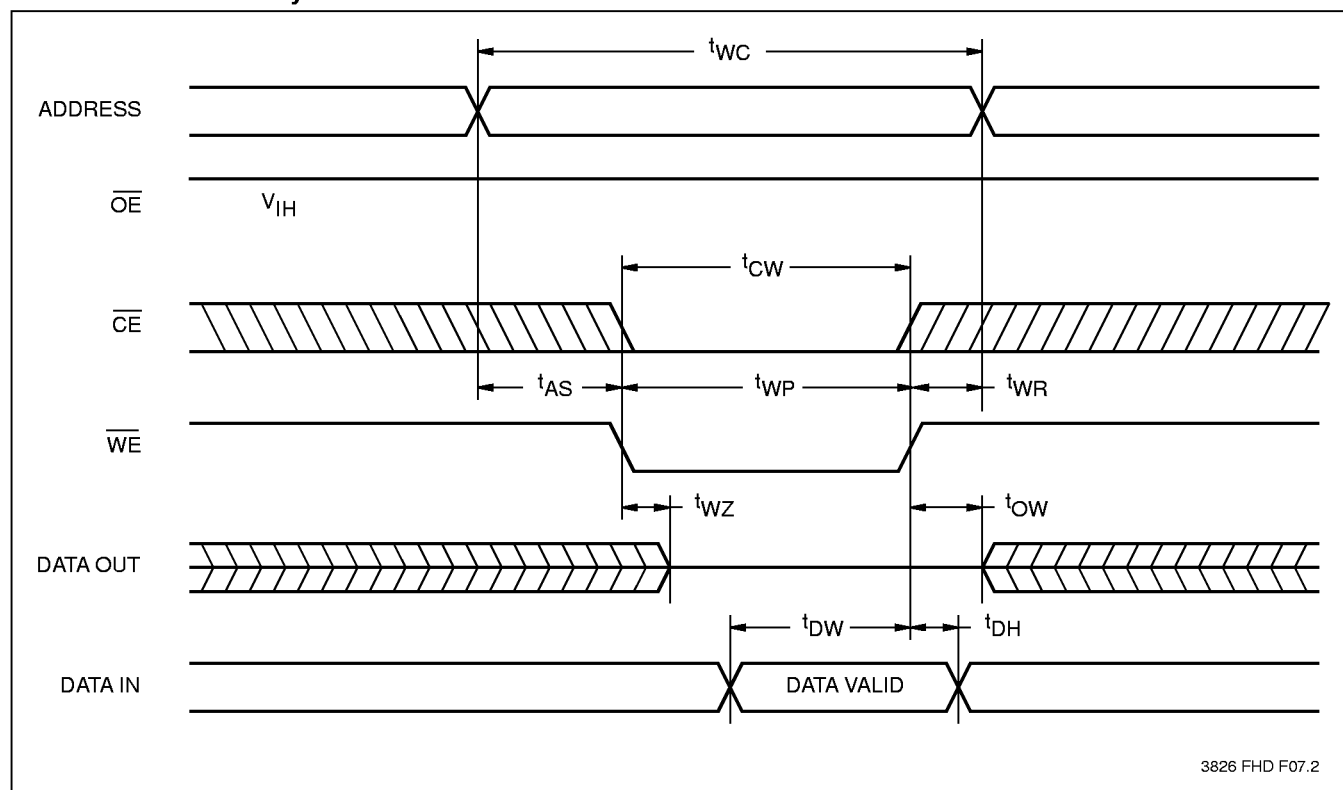 tWC
ADDRESS
OE
VIH
tCW
CE
tAS
tWP
tWR
WE
tWZ
tOW
DATA OUT
tDW
tDH
DATA IN
DATA VALID
3826 FHD F07.2